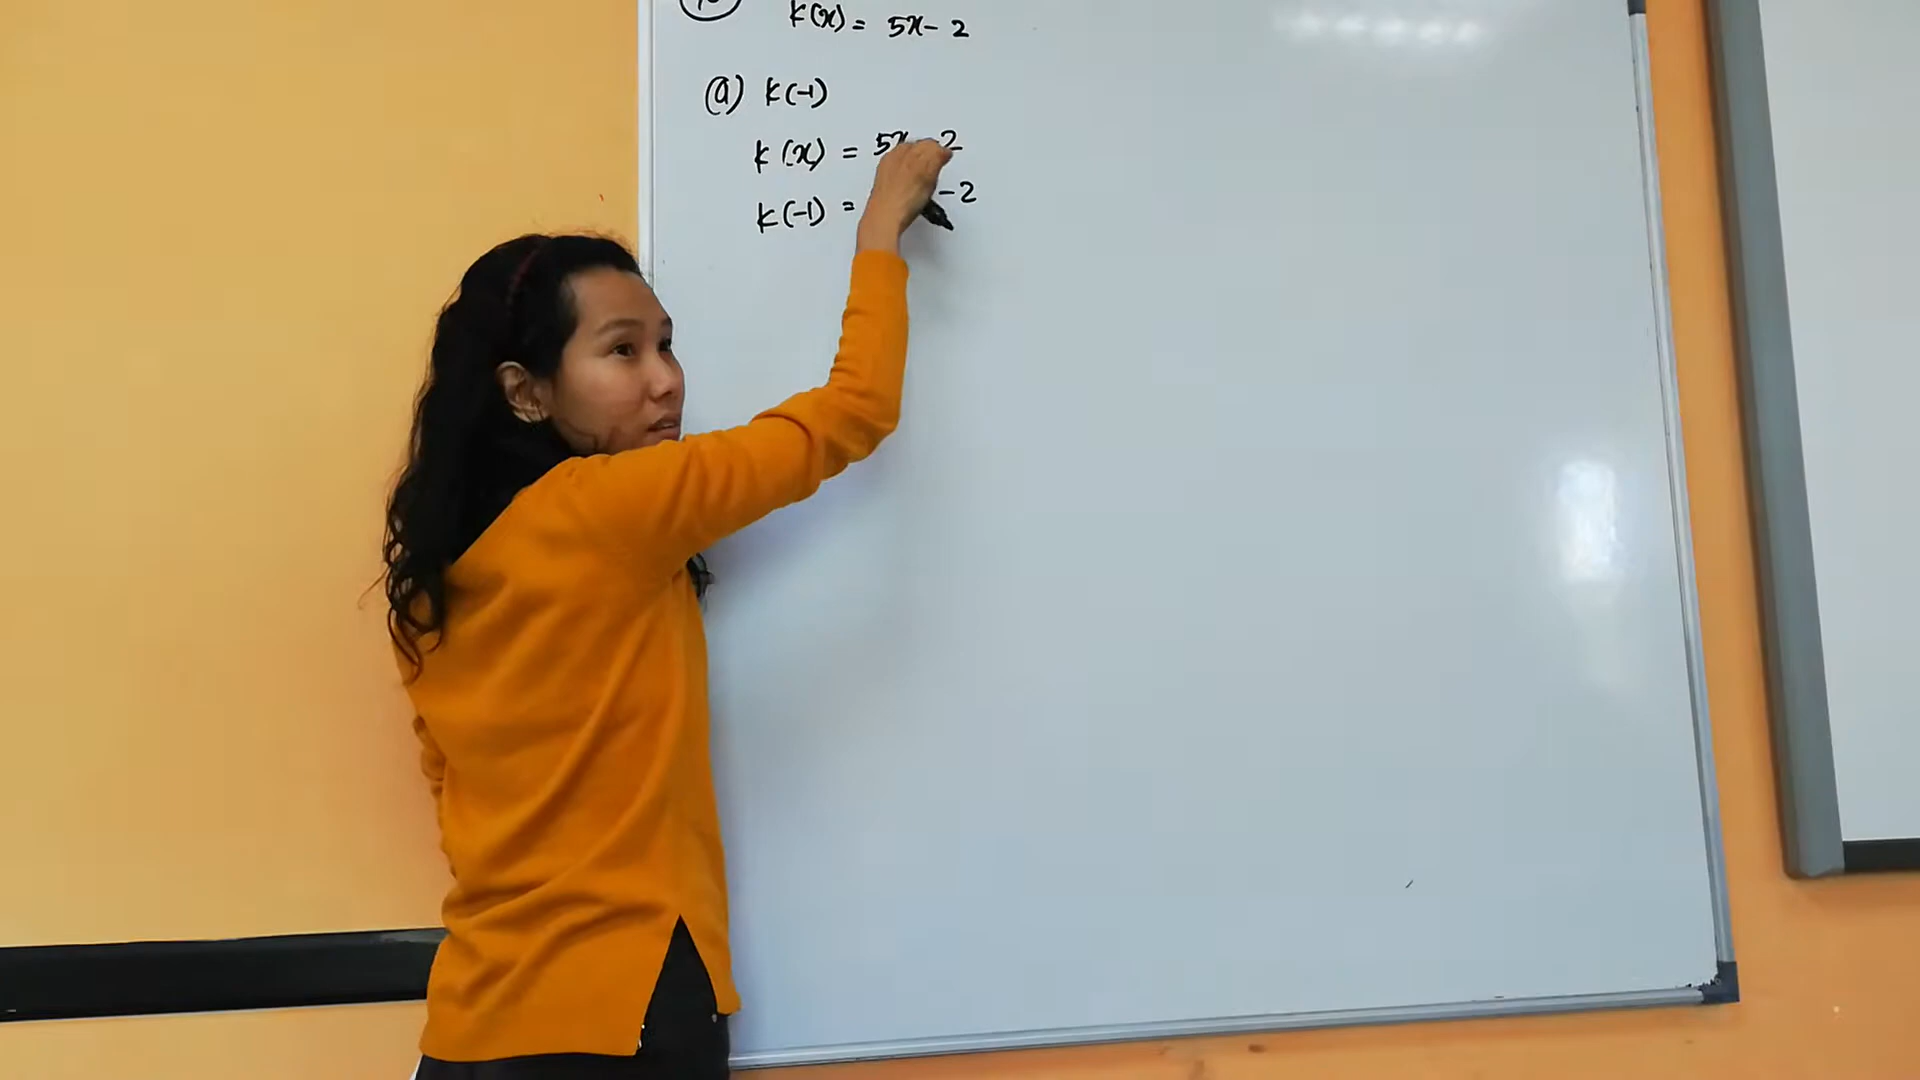 k(x) = 5x - 2
(a) k(-1)
k(x) = 5x - 2
k(-1) = - 2